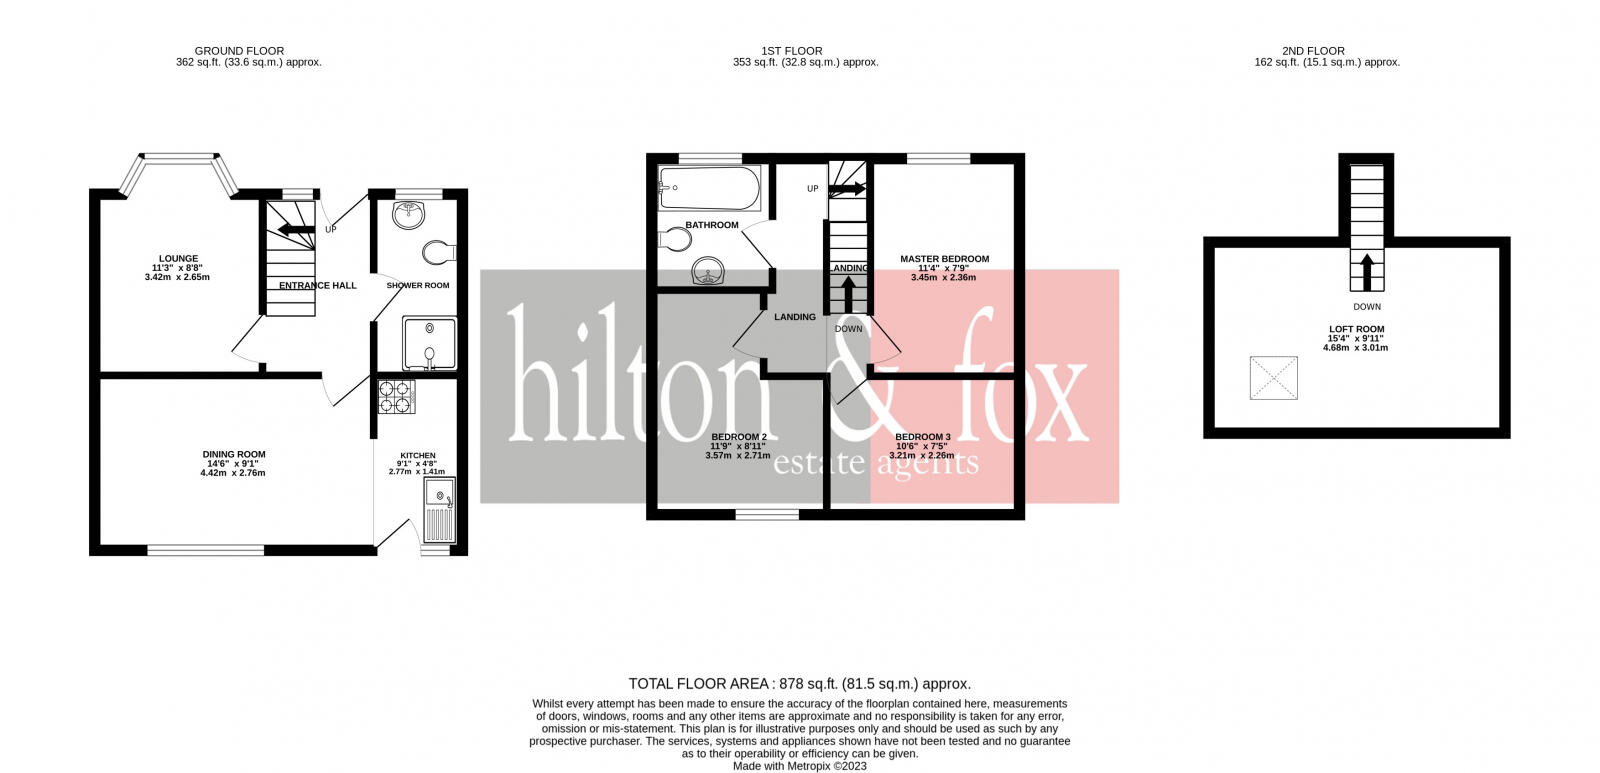 GROUND FLOOR
362 sq.ft. (33.6 sq.m.) approx.
1ST FLOOR
353 sq.ft. (32.8 sq.m.) approx.
2ND FLOOR
162 sq.ft. (15.1 sq.m.) approx.
LOUNGE
11'3" x 8'8"
3.42m x 2.65m
UP
ENTRANCE HALL
SHOWER ROOM
DINING ROOM
14'6" x 9'1"
4.42m x 2.76m
KITCHEN
9'1" x 4'8"
2.77m x 1.41m
BATHROOM
UP
LANDING
MASTER BEDROOM
11'4" x 7'9"
3.45m x 2.36m
LANDING
DOWN
BEDROOM 2
11'9" x 8'11"
3.57m x 2.71m
BEDROOM 3
10'6" x 7'5"
3.21m x 2.26m
hilton & fox
estate agents
DOWN
LOFT ROOM
15'4" x 9'11"
4.68m x 3.01m
TOTAL FLOOR AREA : 878 sq.ft. (81.5 sq.m.) approx.
Whilst every attempt has been made to ensure the accuracy of the floorplan contained here, measurements
of doors, windows, rooms and any other items are approximate and no responsibility is taken for any error,
omission or mis-statement. This plan is for illustrative purposes only and should be used as such by any
prospective purchaser. The services, systems and appliances shown have not been tested and no guarantee
as to their operability or efficiency can be given.
Made with Metropix ©2023